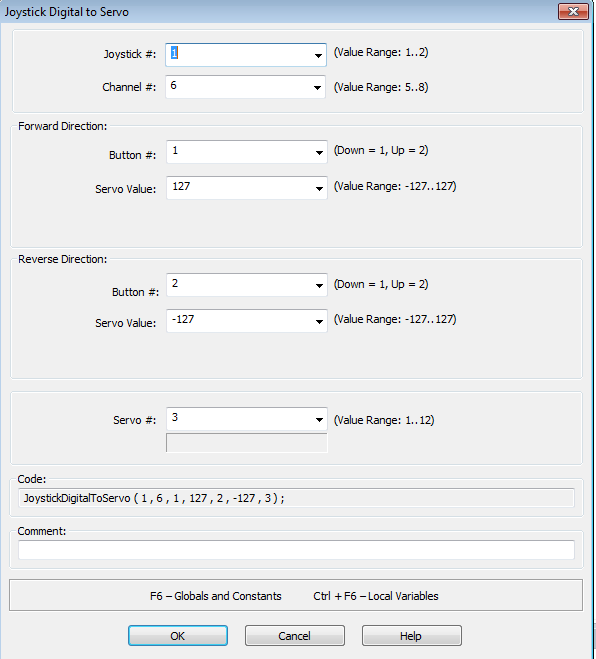 Joystick Digital to Servo
Joystick #: 1 (Value Range: 1..2)
Channel #: 6 (Value Range: 5..8)
Forward Direction:
Button #: 1 (Down = 1, Up = 2)
Servo Value: 127 (Value Range: -127..127)
Reverse Direction:
Button #: 2 (Down = 1, Up = 2)
Servo Value: -127 (Value Range: -127..127)
Servo #: 3 (Value Range: 1..12)
Code:
JoystickDigitalToServo ( 1 , 6 , 1 , 127 , 2 , -127 , 3 ) ;
Comment:
F6 – Globals and Constants Ctrl + F6 – Local Variables
OK Cancel Help